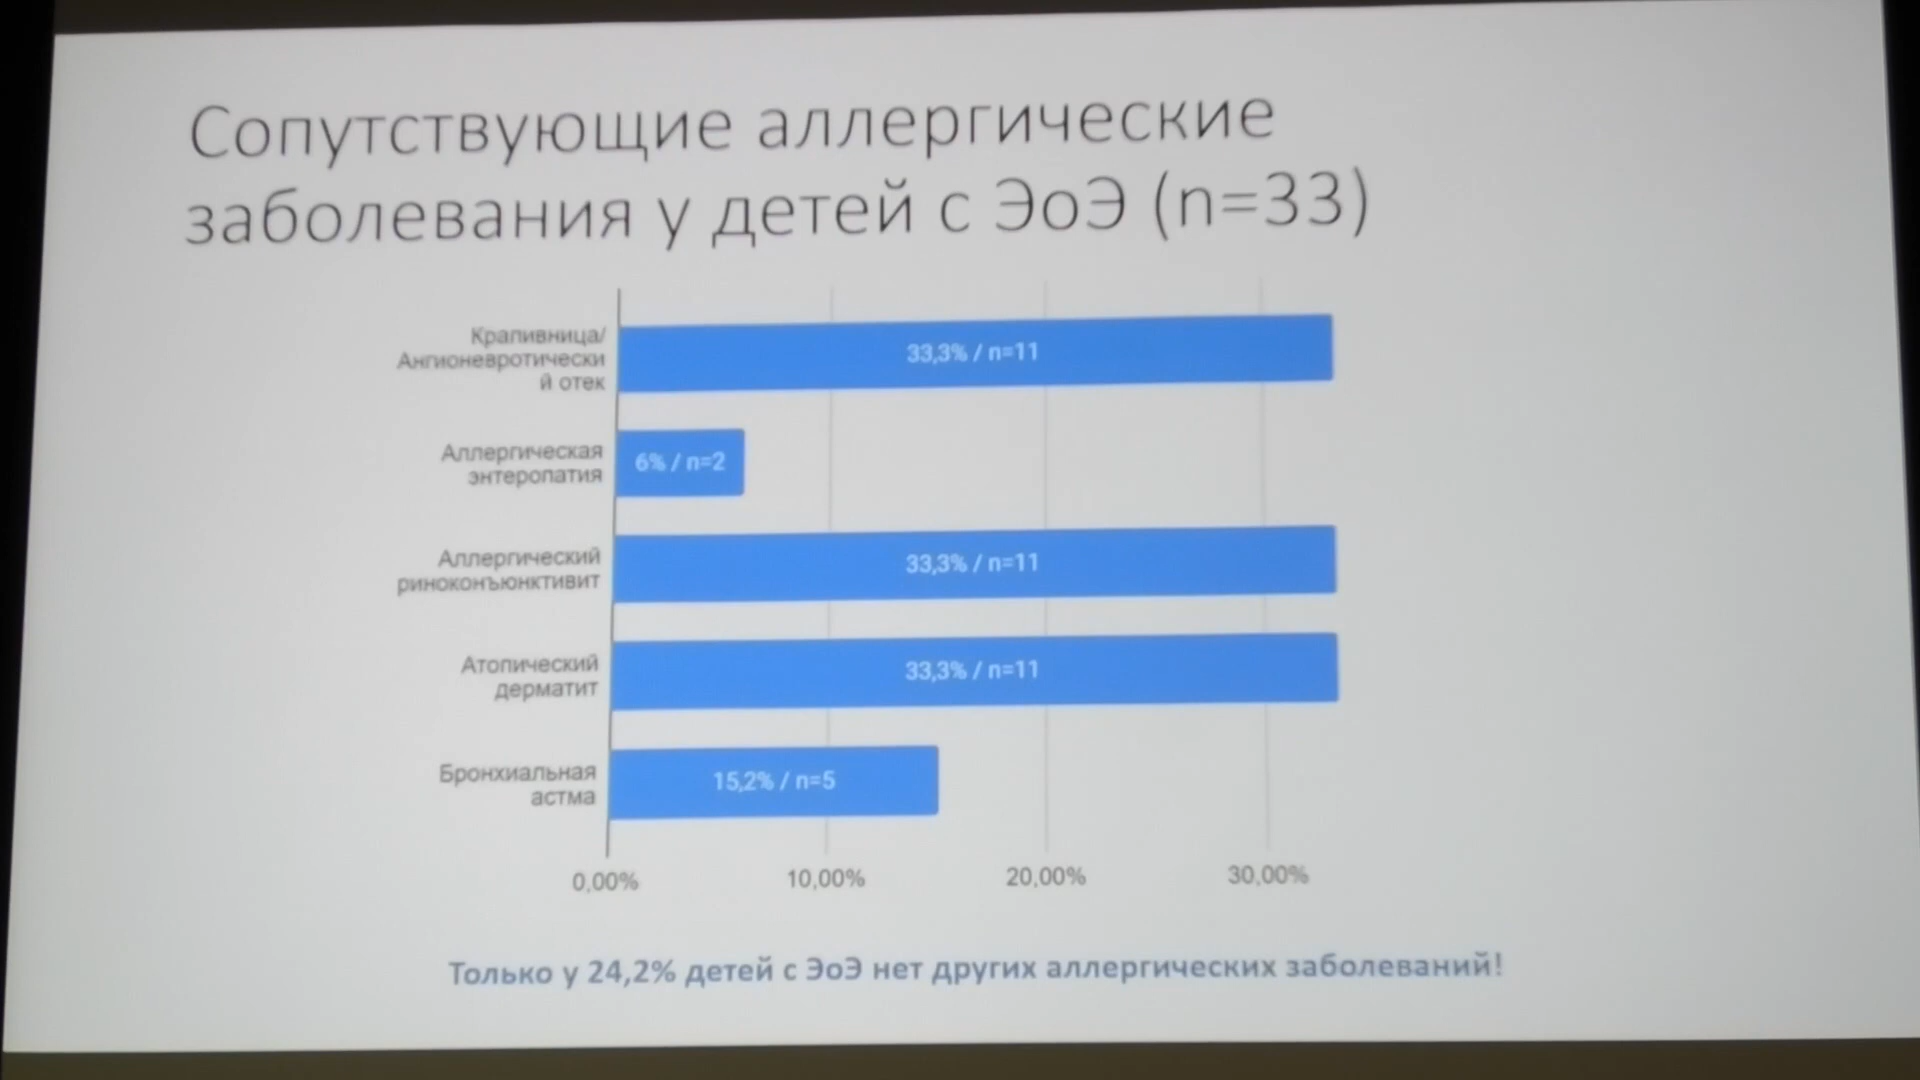 Сопутствующие аллергические
заболевания у детей с ЭоЭ (n=33)
Крапивница/
Ангионевротически
й отек
33,3% / n=11
Аллергическая
энтеропатия
6% / n=2
Аллергический
риноконъюнктивит
33,3% / n=11
Атопический
дерматит
33,3% / n=11
Бронхиальная
астма
15,2% / n=5
0,00%
10,00%
20,00%
30,00%
Только у 24,2% детей с ЭоЭ нет других аллергических заболеваний!